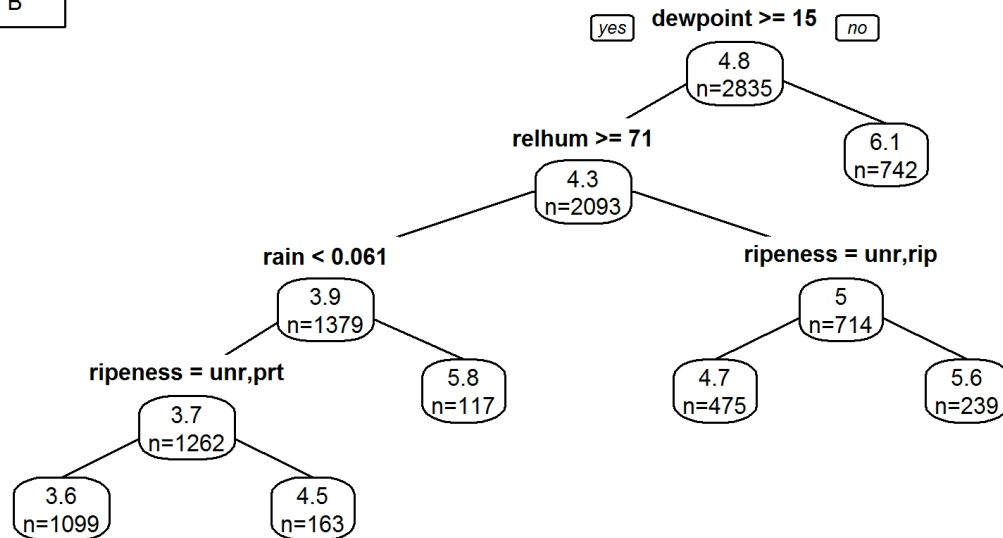 B
yes
dewpoint >= 15
no
4.8
n=2835
relhum >= 71
6.1
n=742
4.3
n=2093
rain < 0.061
ripeness = unr,rip
3.9
n=1379
5
n=714
ripeness = unr,prt
5.8
n=117
4.7
n=475
5.6
n=239
3.7
n=1262
3.6
n=1099
4.5
n=163